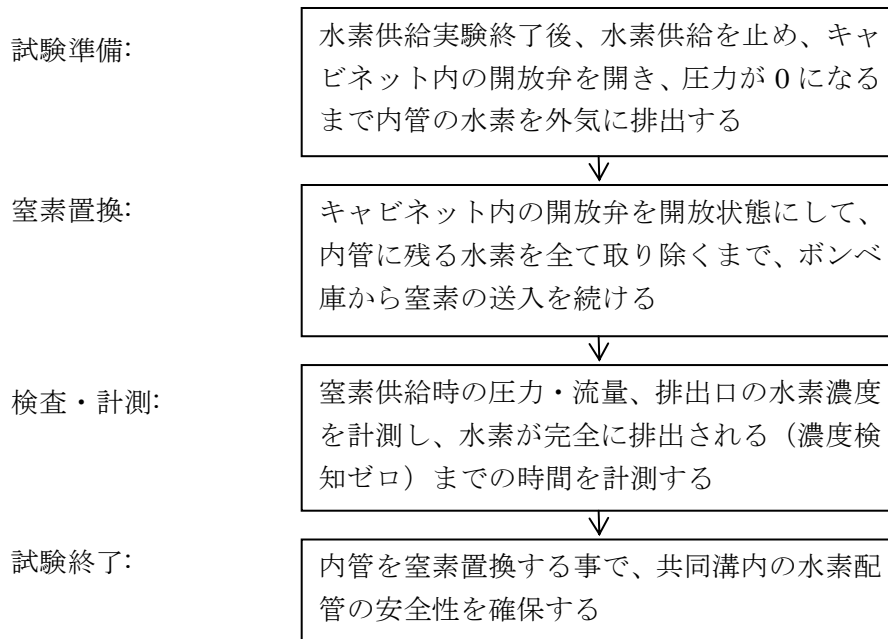 試験準備:
水素供給実験終了後、水素供給を止め、キャ
ビネット内の開放弁を開き、圧力が 0 になる
まで内管の水素を外気に排出する
窒素置換:
キャビネット内の開放弁を開放状態にして、
内管に残る水素を全て取り除くまで、ボンベ
庫から窒素の送入を続ける
検査・計測:
窒素供給時の圧力・流量、排出口の水素濃度
を計測し、水素が完全に排出される（濃度検
知ゼロ）までの時間を計測する
試験終了:
内管を窒素置換する事で、共同溝内の水素配
管の安全性を確保する